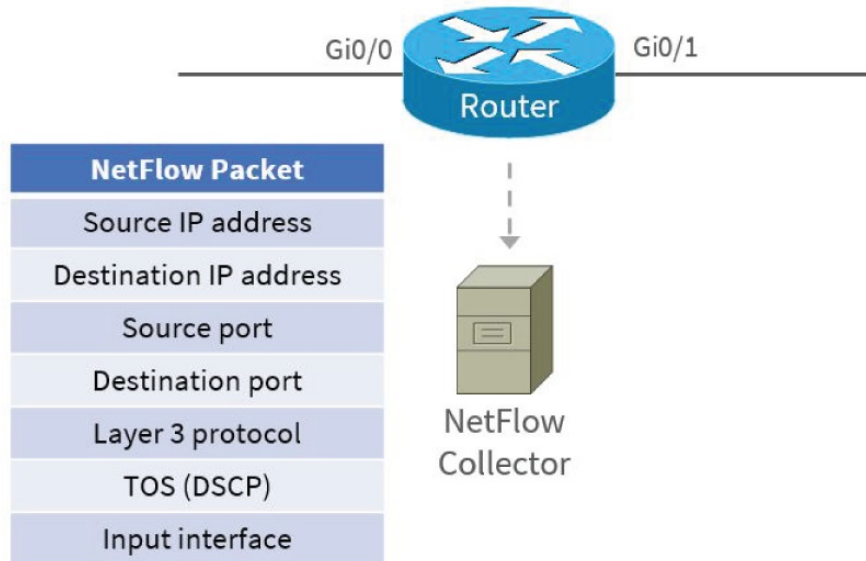 Gi0/0
Gi0/1
Router
NetFlow Packet
Source IP address
Destination IP address
Source port
Destination port
Layer 3 protocol
TOS (DSCP)
Input interface
NetFlow
Collector